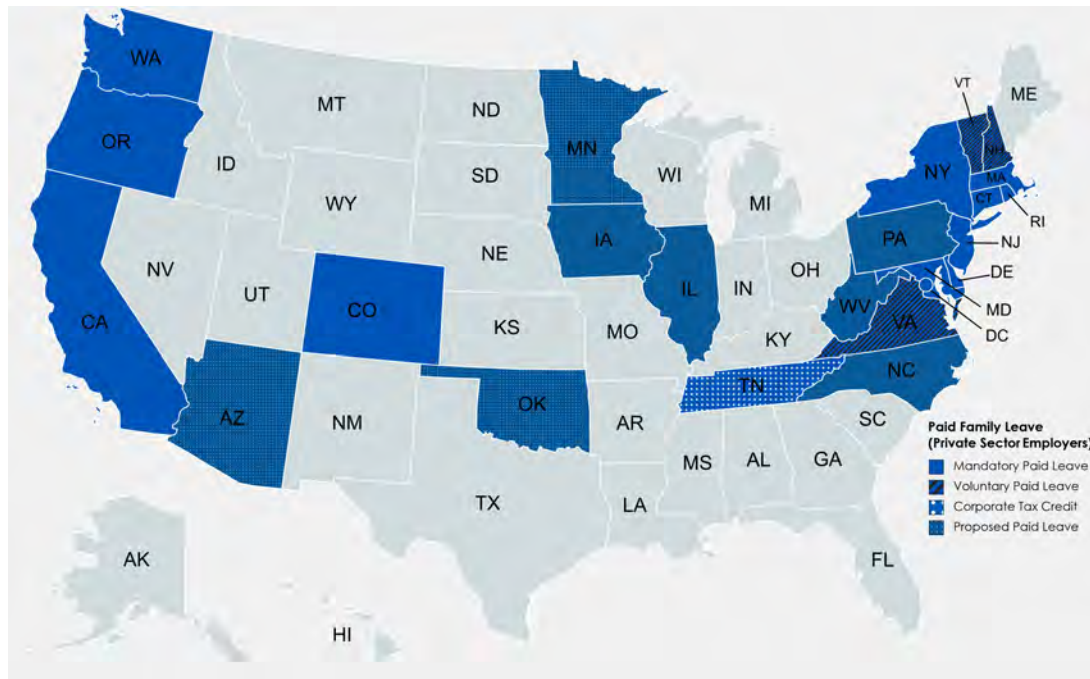 WA
OR
CA
ID
NV
MT
WY
UT
CO
AZ
NM
ND
SD
NE
KS
OK
TX
MN
IA
MO
AR
LA
WI
IL
MI
IN
OH
KY
TN
MS
AL
GA
FL
SC
NC
VA
WV
PA
NY
VT
NH
ME
MA
CT
RI
NJ
DE
MD
DC
AK
HI
Paid Family Leave
(Private Sector Employers)
Mandatory Paid Leave
Voluntary Paid Leave
Corporate Tax Credit
Proposed Paid Leave